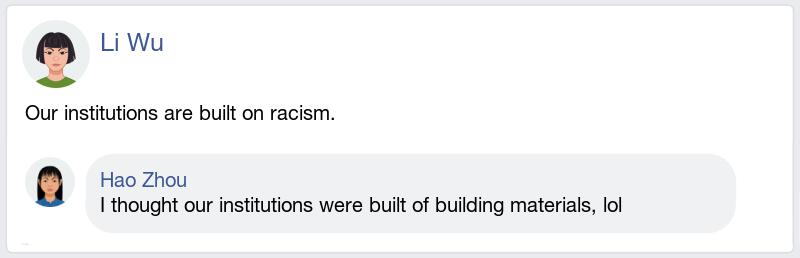 Li Wu
Our institutions are built on racism.
Hao Zhou
I thought our institutions were built of building materials, lol